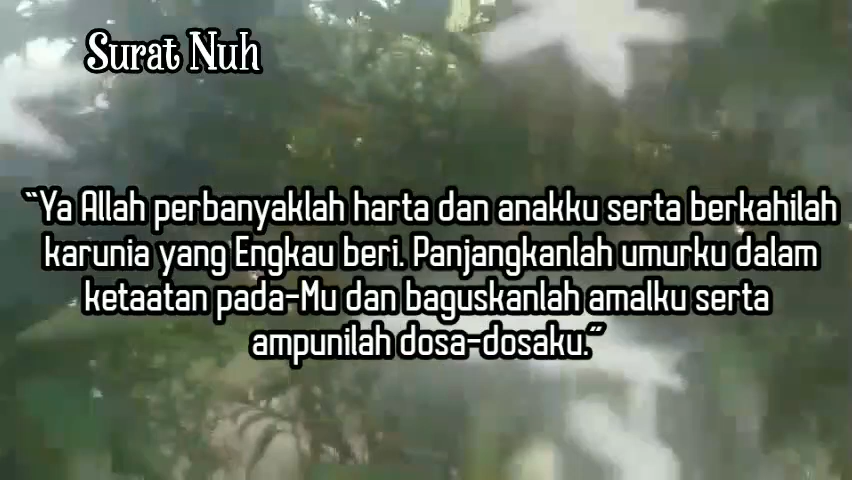 Surat Nuh
“Ya Allah perbanyaklah harta dan anakku serta berkahilah
karunia yang Engkau beri. Panjangkanlah umurku dalam
ketaatan pada-Mu dan baguskanlah amalku serta
ampunilah dosa-dosaku.”